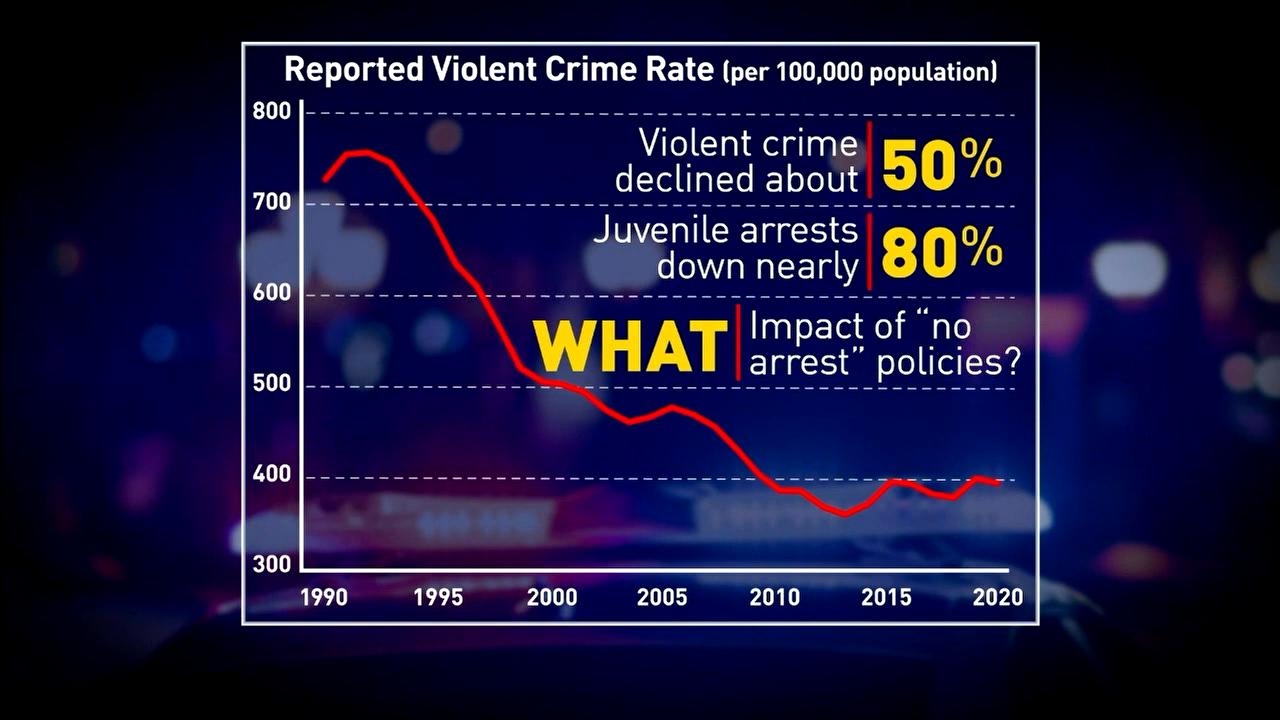 Reported Violent Crime Rate (per 100,000 population)
800
Violent crime
declined about
50%
700
Juvenile arrests
down nearly
80%
600
WHAT
Impact of “no
arrest” policies?
500
400
300
1990 1995 2000 2005 2010 2015 2020